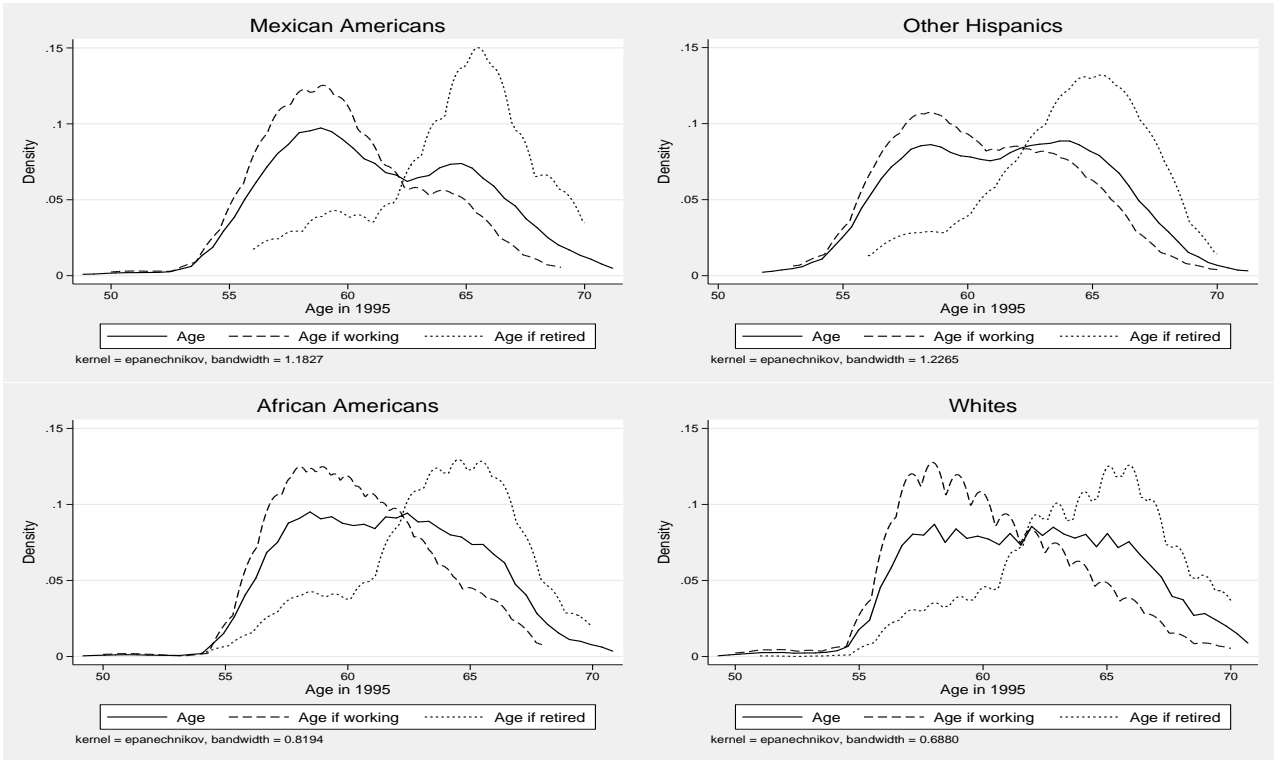 Mexican Americans
.15
.1
.05
0
Density
50 55 60 65 70
Age in 1995
Age Age if working Age if retired
kernel = epanechnikov, bandwidth = 1.1827
Other Hispanics
.15
.1
.05
0
Density
50 55 60 65 70
Age in 1995
Age Age if working Age if retired
kernel = epanechnikov, bandwidth = 1.2265
African Americans
.15
.1
.05
0
Density
50 55 60 65 70
Age in 1995
Age Age if working Age if retired
kernel = epanechnikov, bandwidth = 0.8194
Whites
.15
.1
.05
0
Density
50 55 60 65 70
Age in 1995
Age Age if working Age if retired
kernel = epanechnikov, bandwidth = 0.6880